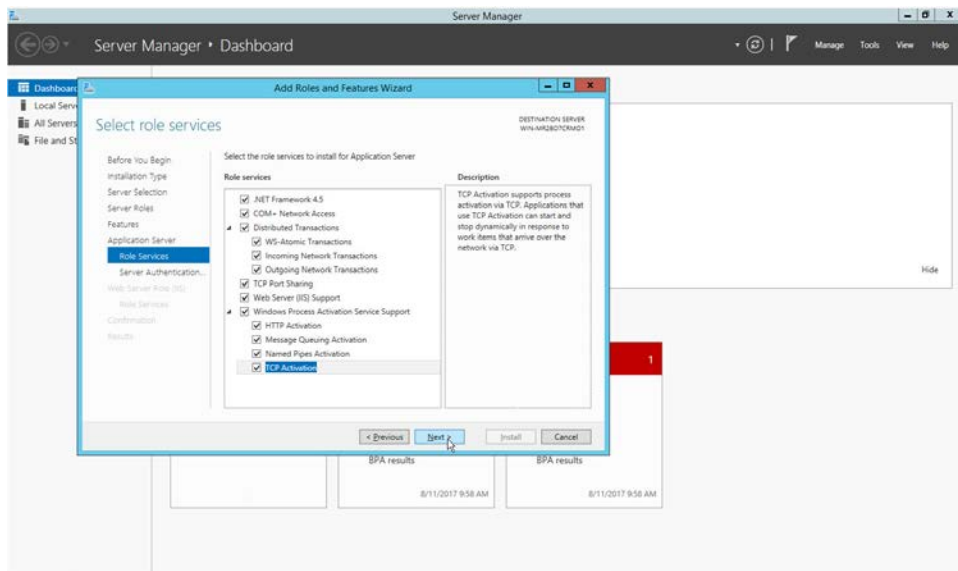 Server Manager
Server Manager • Dashboard
Manage Tools View Help
Dashboard
Local Serv
All Servers
File and St
Add Roles and Features Wizard
Select role services
DESTINATION SERVER
Before You Begin
Installation Type
Server Selection
Server Roles
Features
Application Server
Role Services
Server Authentication...
Web Server Role (IIS)
Role Services
Confirmation
Results
Select the role services to install for Application Server
Role services
.NET Framework 4.5
COM+ Network Access
Distributed Transactions
WS-Atomic Transactions
Incoming Network Transactions
Outgoing Network Transactions
TCP Port Sharing
Web Server (IIS) Support
Windows Process Activation Service Support
HTTP Activation
Message Queuing Activation
Named Pipes Activation
TCP Activation
Description
TCP Activation supports process
activation via TCP. Applications that
use TCP Activation can start and
stop dynamically in response to
work items that arrive over the
network via TCP.
< Previous
Next >
Install
Cancel
Hide
1
BPA results
8/11/2017 9:58 AM
BPA results
8/11/2017 9:58 AM